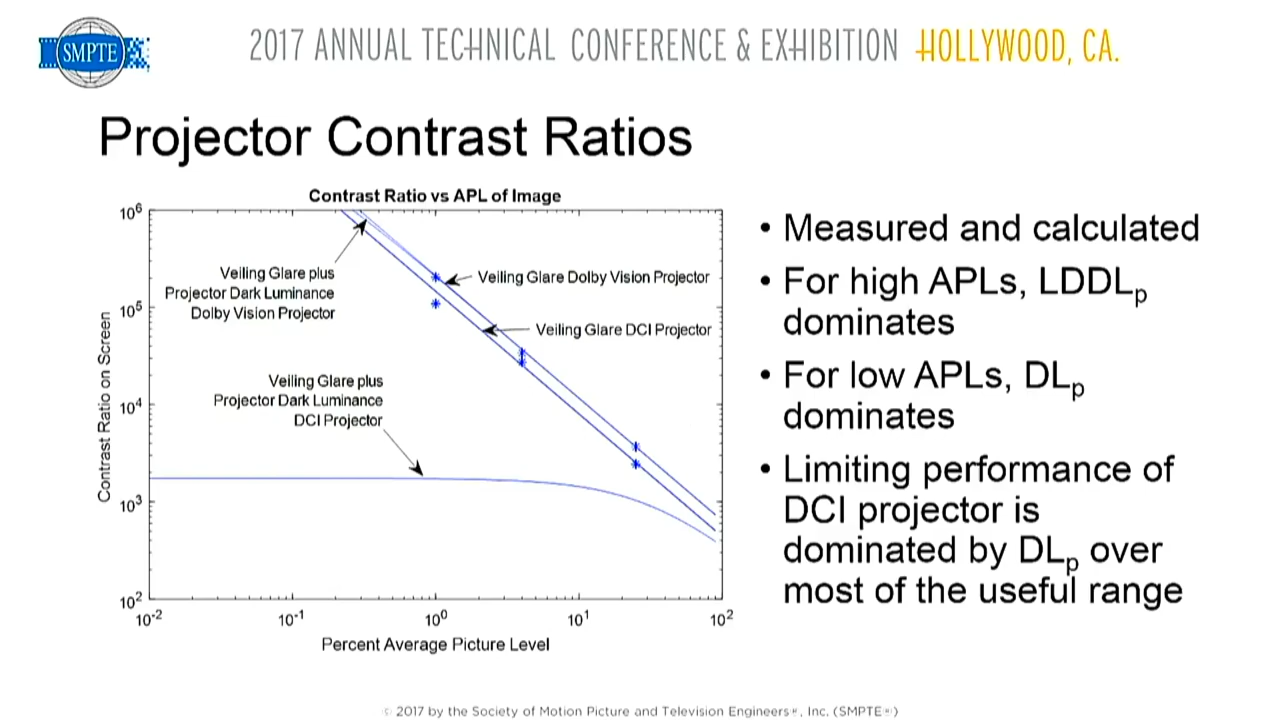 SMPTE
2017 ANNUAL TECHNICAL CONFERENCE & EXHIBITION HOLLYWOOD, CA.
Projector Contrast Ratios
Contrast Ratio vs APL of Image
10^6
10^5
10^4
10^3
10^2
Contrast Ratio on Screen
Veiling Glare plus
Projector Dark Luminance
Dolby Vision Projector
Veiling Glare Dolby Vision Projector
Veiling Glare DCI Projector
Veiling Glare plus
Projector Dark Luminance
DCI Projector
10^-2 10^-1 10^0 10^1 10^2
Percent Average Picture Level
• Measured and calculated
• For high APLs, LDDLp
dominates
• For low APLs, DLp
dominates
• Limiting performance of
DCI projector is
dominated by DLp over
most of the useful range
© 2017 by the Society of Motion Picture and Television Engineers®, Inc. (SMPTE®)